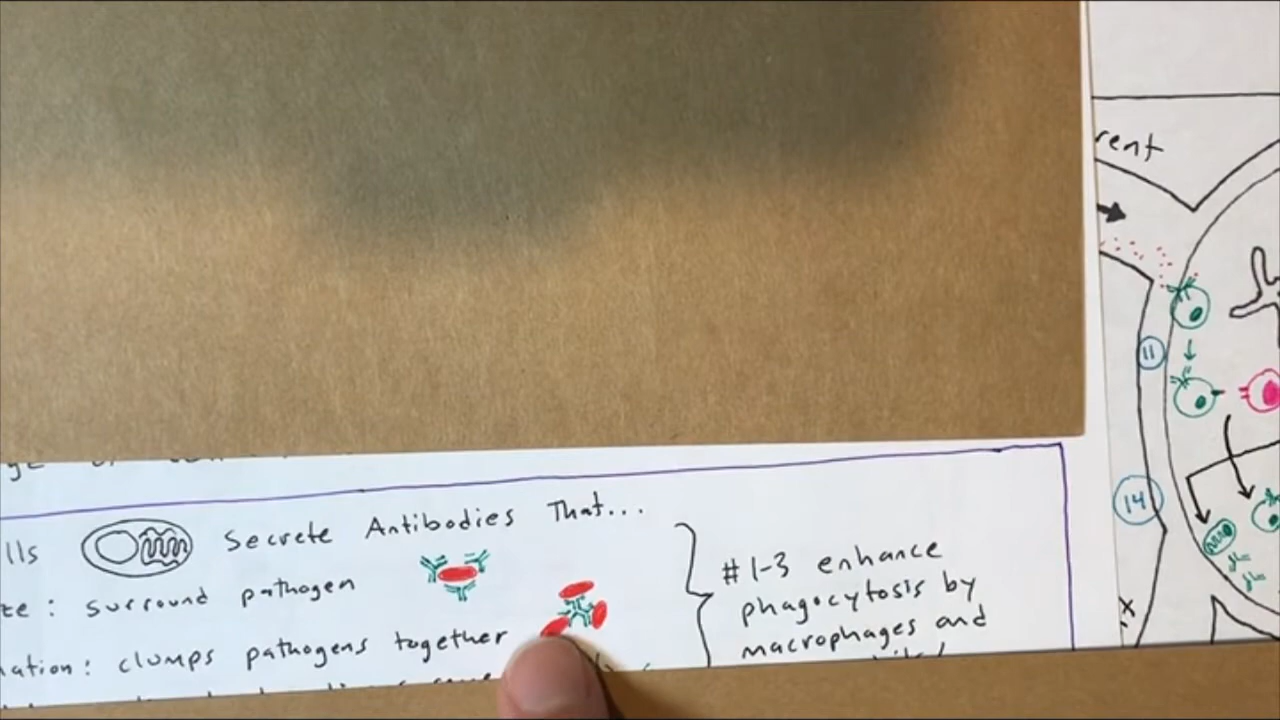 rent
11
14
lls Secrete Antibodies That...
ze: surround pathogen
nation: clumps pathogens together
#1-3 enhance
phagocytosis by
macrophages and
x